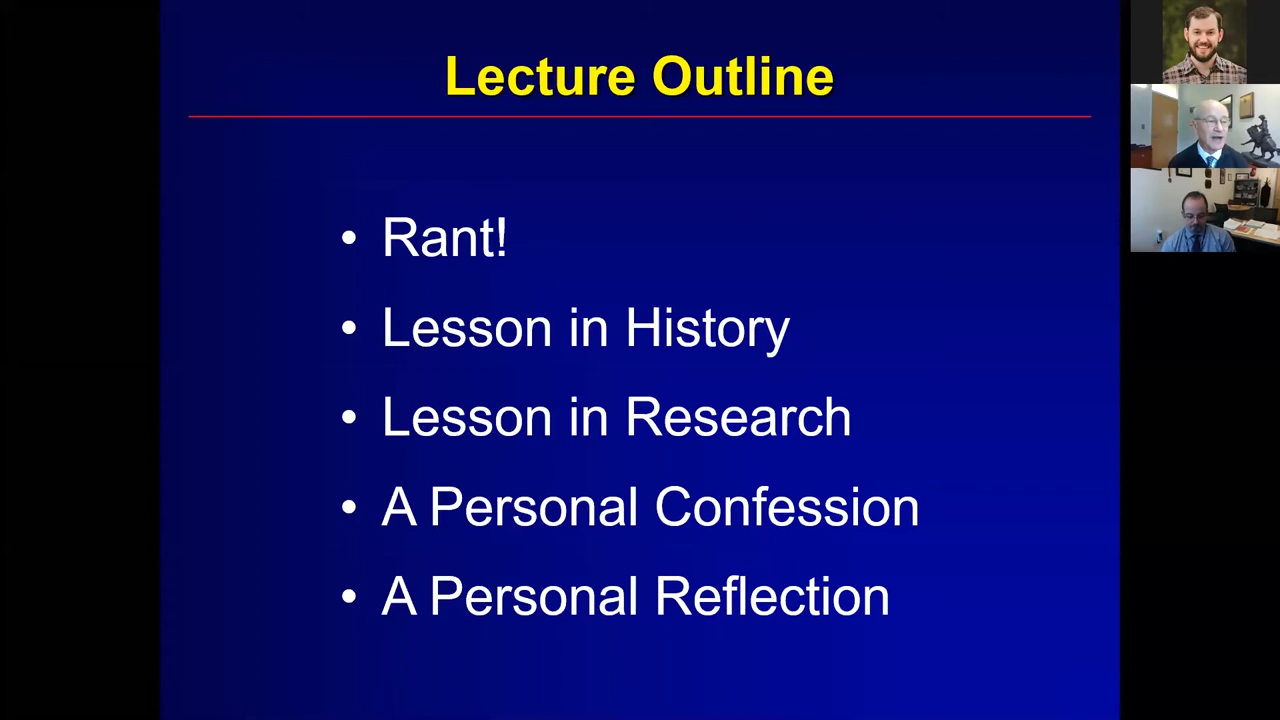 Lecture Outline
• Rant!
• Lesson in History
• Lesson in Research
• A Personal Confession
• A Personal Reflection